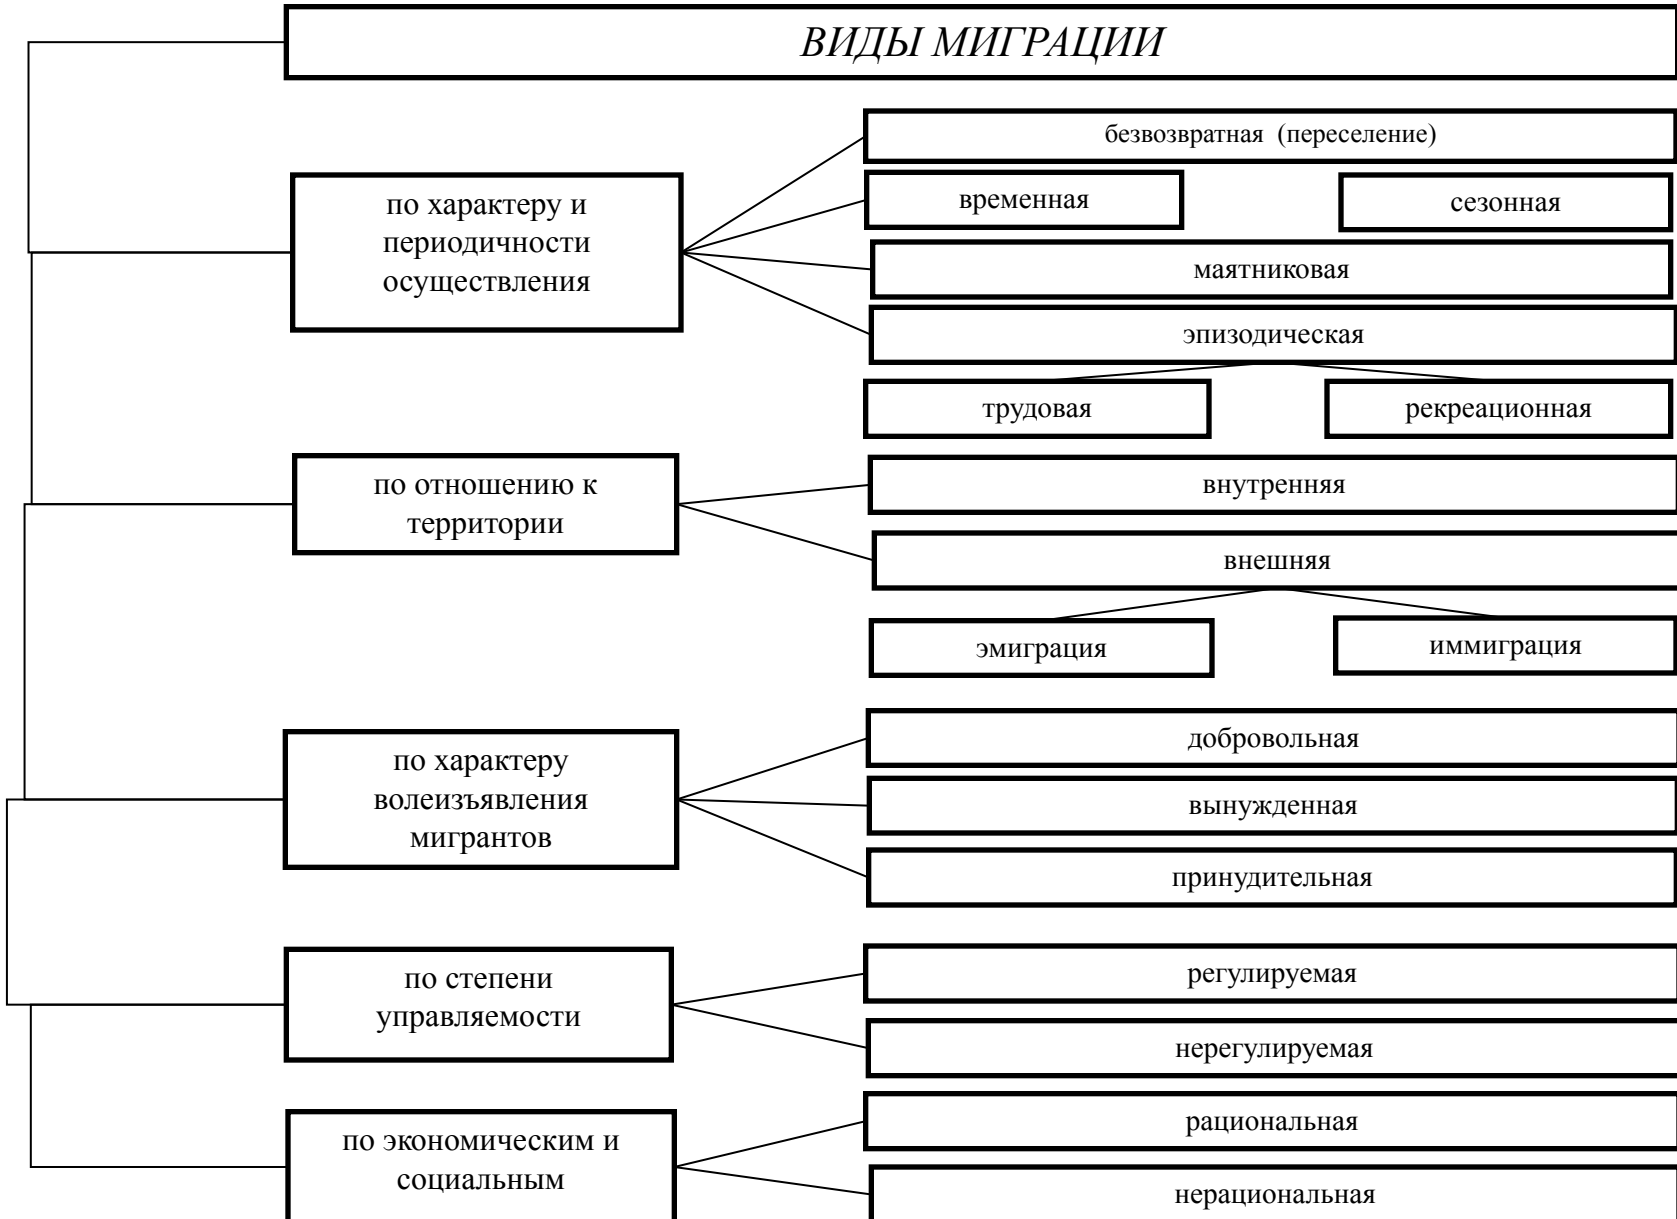 ВИДЫ МИГРАЦИИ
по характеру и
периодичности
осуществления
безвозвратная (переселение)
временная
сезонная
маятниковая
эпизодическая
трудовая
рекреационная
по отношению к
территории
внутренняя
внешняя
эмиграция
иммиграция
по характеру
волеизъявления
мигрантов
добровольная
вынужденная
принудительная
по степени
управляемости
регулируемая
нерегулируемая
по экономическим и
социальным
рациональная
нерациональная